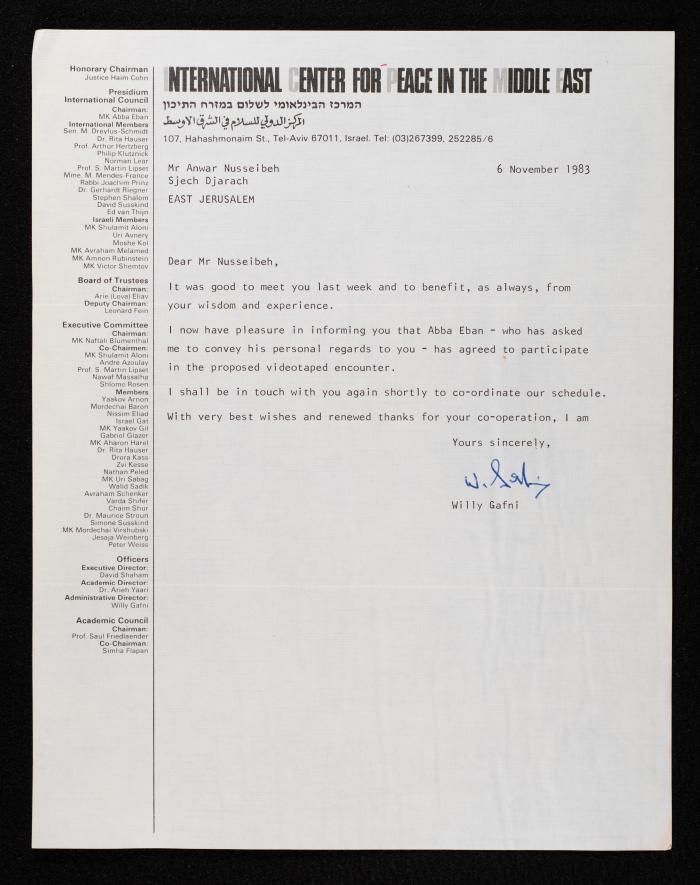 INTERNATIONAL CENTER FOR PEACE IN THE MIDDLE EAST
המרכז הבינלאומי לשלום במזרח התיכון
المركز الدولي للسلام في الشرق الاوسط
107, Hahashmonaim St., Tel-Aviv 67011, Israel. Tel: (03)267399, 252285/6
Honorary Chairman
Justice Haim Cohn
Presidium
International Council
Chairman:
MK Abba Eban
International Members
Sen. M. Dreyfus-Schmidt
Dr. Rita Hauser
Prof. Arthur Hertzberg
Philip Klutznick
Norman Lear
Prof. S. Martin Lipset
Mme. M. Mendes-France
Rabbi Joachim Prinz
Dr. Gerhardt Riegner
Stephen Shalom
David Susskind
Ed van Thijn
Israeli Members
MK Shulamit Aloni
Uri Avnery
Moshe Kol
MK Avraham Melamed
MK Amnon Rubinstein
MK Victor Shemtov
Board of Trustees
Chairman:
Arie (Lova) Eliav
Deputy Chairman:
Leonard Fein
Executive Committee
Chairman:
MK Naftali Blumenthal
Co-Chairmen:
MK Shulamit Aloni
Andre Azoulay
Prof. S. Martin Lipset
Nawaf Massalha
Shlomo Rosen
Members
Yaakov Arnon
Mordechai Baron
Nissim Eliad
Israel Gat
MK Yaakov Gil
Gabriel Glazer
MK Aharon Harel
Dr. Rita Hauser
Drora Kass
Zvi Kesse
Nathan Peled
MK Uri Sabag
Walid Sadik
Avraham Schenker
Varda Shifer
Chaim Shur
Dr. Maurice Stroun
Simone Susskind
MK Mordechai Virshubski
Jesaja Weinberg
Peter Weiss
Officers
Executive Director:
David Shaham
Academic Director:
Dr. Arieh Yaari
Administrative Director:
Willy Gafni
Academic Council
Chairman:
Prof. Saul Friedlaender
Co-Chairman:
Simha Flapan
Mr Anwar Nusseibeh 6 November 1983
Sjech Djarach
EAST JERUSALEM
Dear Mr Nusseibeh,
It was good to meet you last week and to benefit, as always, from
your wisdom and experience.
I now have pleasure in informing you that Abba Eban - who has asked
me to convey his personal regards to you - has agreed to participate
in the proposed videotaped encounter.
I shall be in touch with you again shortly to co-ordinate our schedule.
With very best wishes and renewed thanks for your co-operation, I am
Yours sincerely,
W. Gafni
Willy Gafni